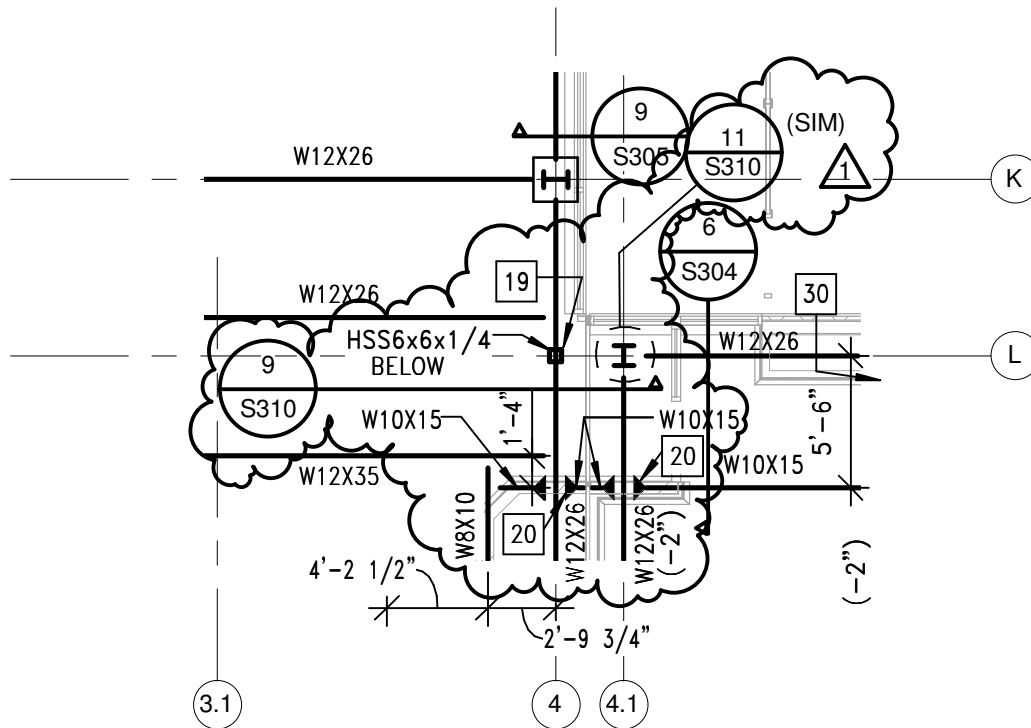 9
S305
11
S310
(SIM)
1
W12X26
K
6
S304
19
30
W12X26
W12X26
HSS6x6x1/4
BELOW
L
9
S310
1'-4"
W10X15
W10X15
5'-6"
20
W10X15
W12X35
W8X10
20
W12X26
W12X26
(-2")
(-2")
4'-2 1/2"
2'-9 3/4"
3.1
4
4.1